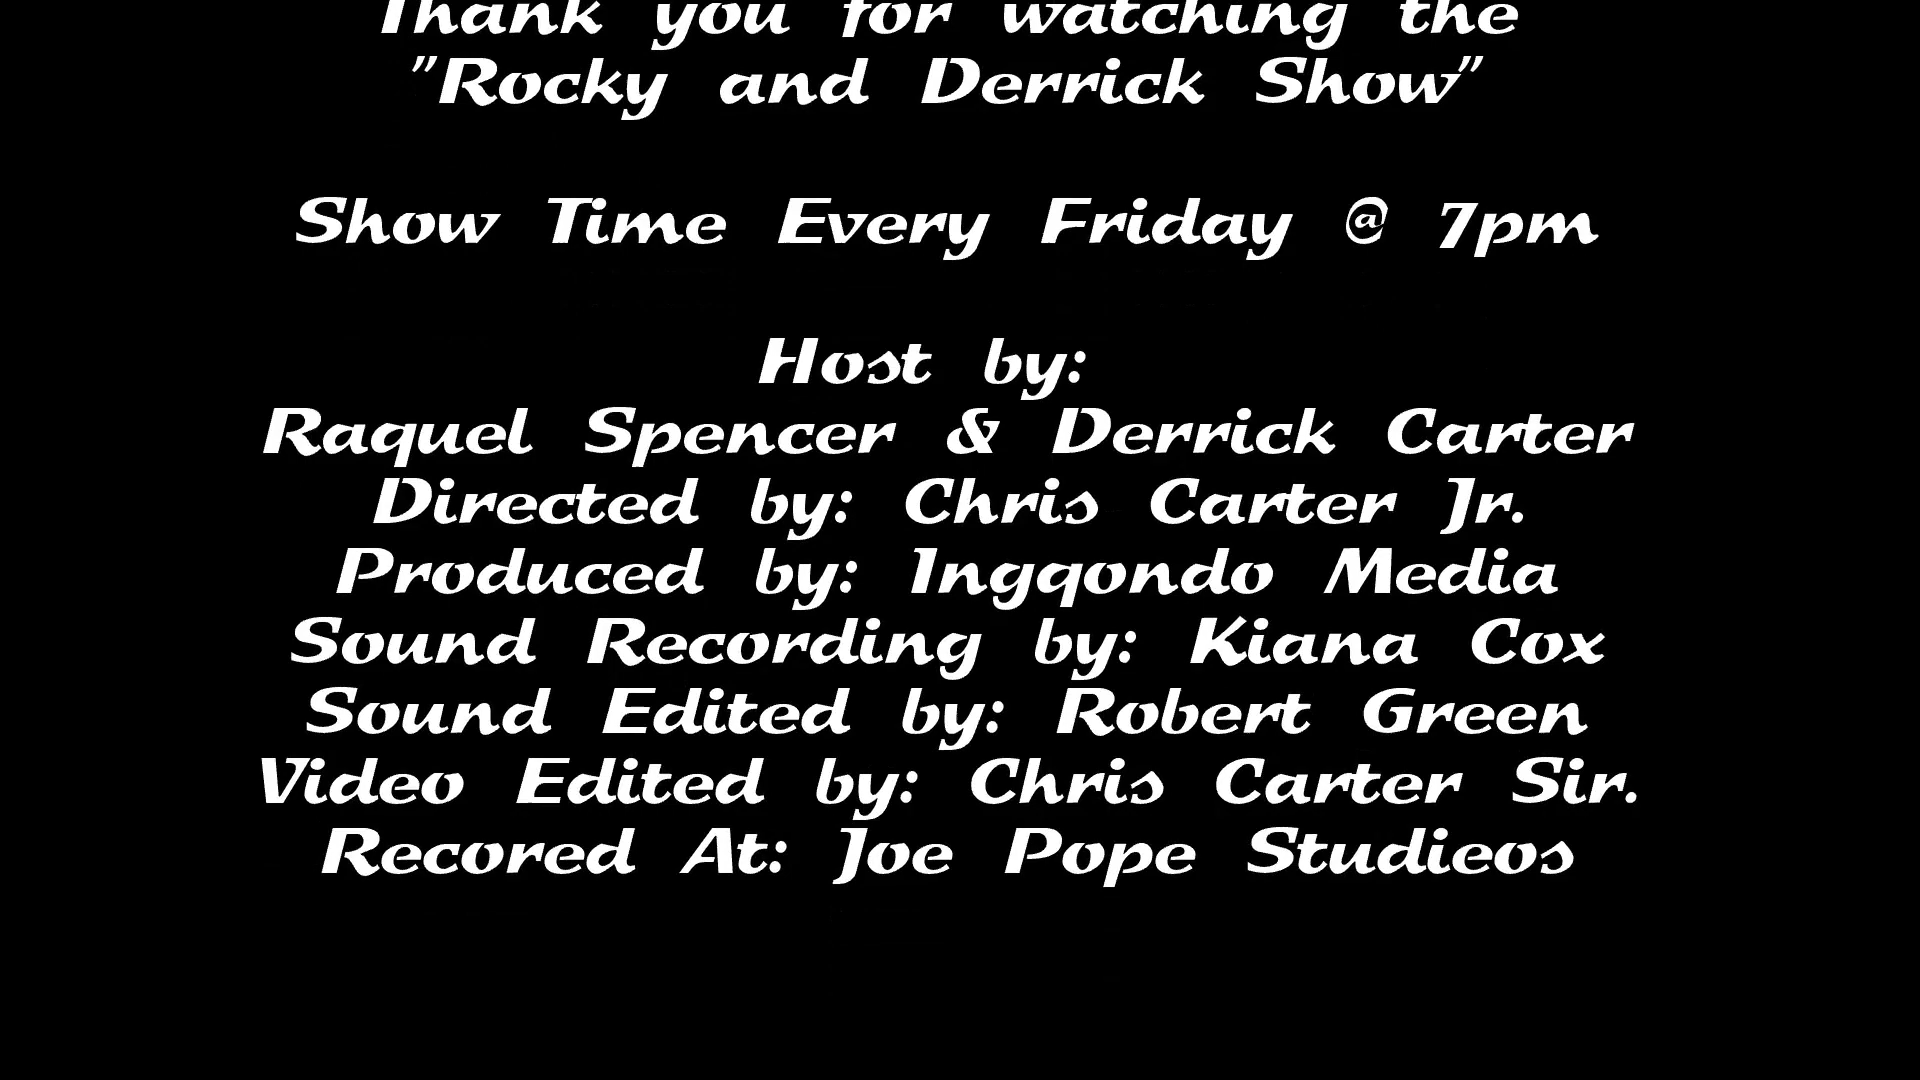 Thank you for watching the
"Rocky and Derrick Show"
Show Time Every Friday @ 7pm
Host by:
Raquel Spencer & Derrick Carter
Directed by: Chris Carter Jr.
Produced by: Ingqondo Media
Sound Recording by: Kiana Cox
Sound Edited by: Robert Green
Video Edited by: Chris Carter Sir.
Recored At: Joe Pope Studieos